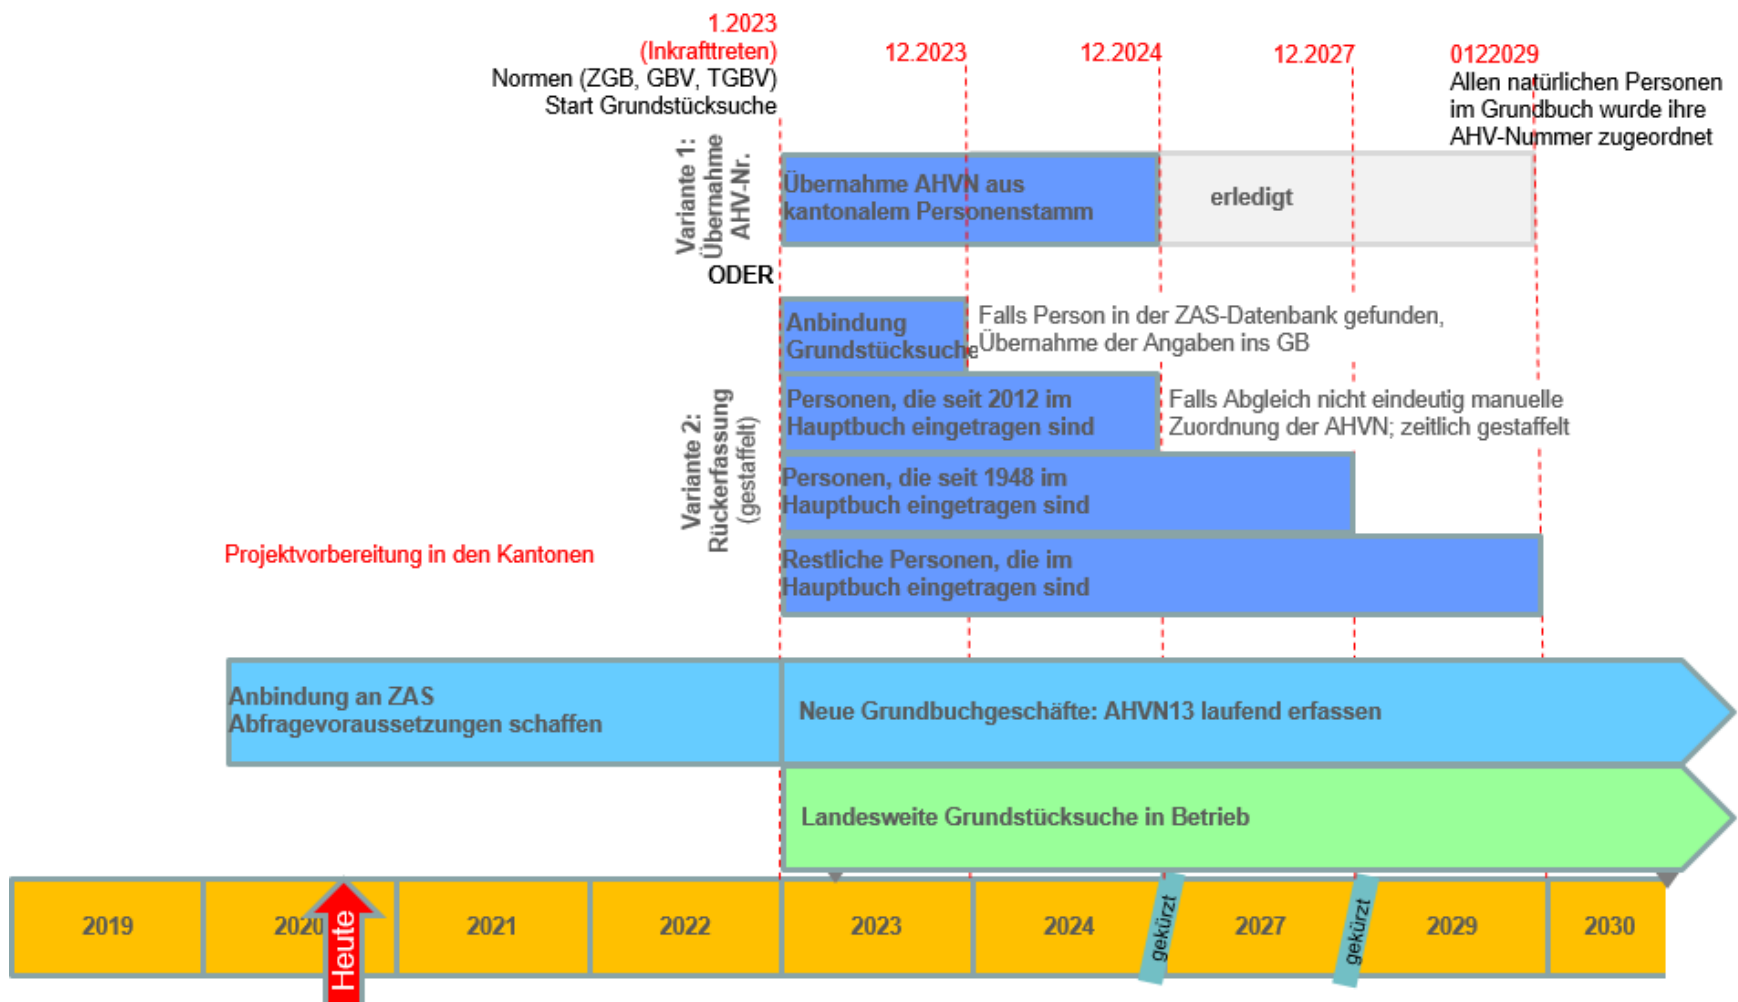 1.2023
(Inkrafttreten)
Normen (ZGB, GBV, TGBV)
Start Grundstücksuche
12.2023
12.2024
12.2027
0122029
Allen natürlichen Personen
im Grundbuch wurde ihre
AHV-Nummer zugeordnet
Variante 1:
Übernahme
AHV-Nr.
Übernahme AHVN aus
kantonalem Personenstamm
erledigt
ODER
Variante 2:
Rückerfassung
(gestaffelt)
Anbindung
Grundstücksuche
Falls Person in der ZAS-Datenbank gefunden,
Übernahme der Angaben ins GB
Personen, die seit 2012 im
Hauptbuch eingetragen sind
Falls Abgleich nicht eindeutig manuelle
Zuordnung der AHVN; zeitlich gestaffelt
Personen, die seit 1948 im
Hauptbuch eingetragen sind
Projektvorbereitung in den Kantonen
Restliche Personen, die im
Hauptbuch eingetragen sind
Anbindung an ZAS
Abfragevoraussetzungen schaffen
Neue Grundbuchgeschäfte: AHVN13 laufend erfassen
Landesweite Grundstücksuche in Betrieb
2019
2020
Heute
2021
2022
2023
2024
gekürzt
2027
gekürzt
2029
2030